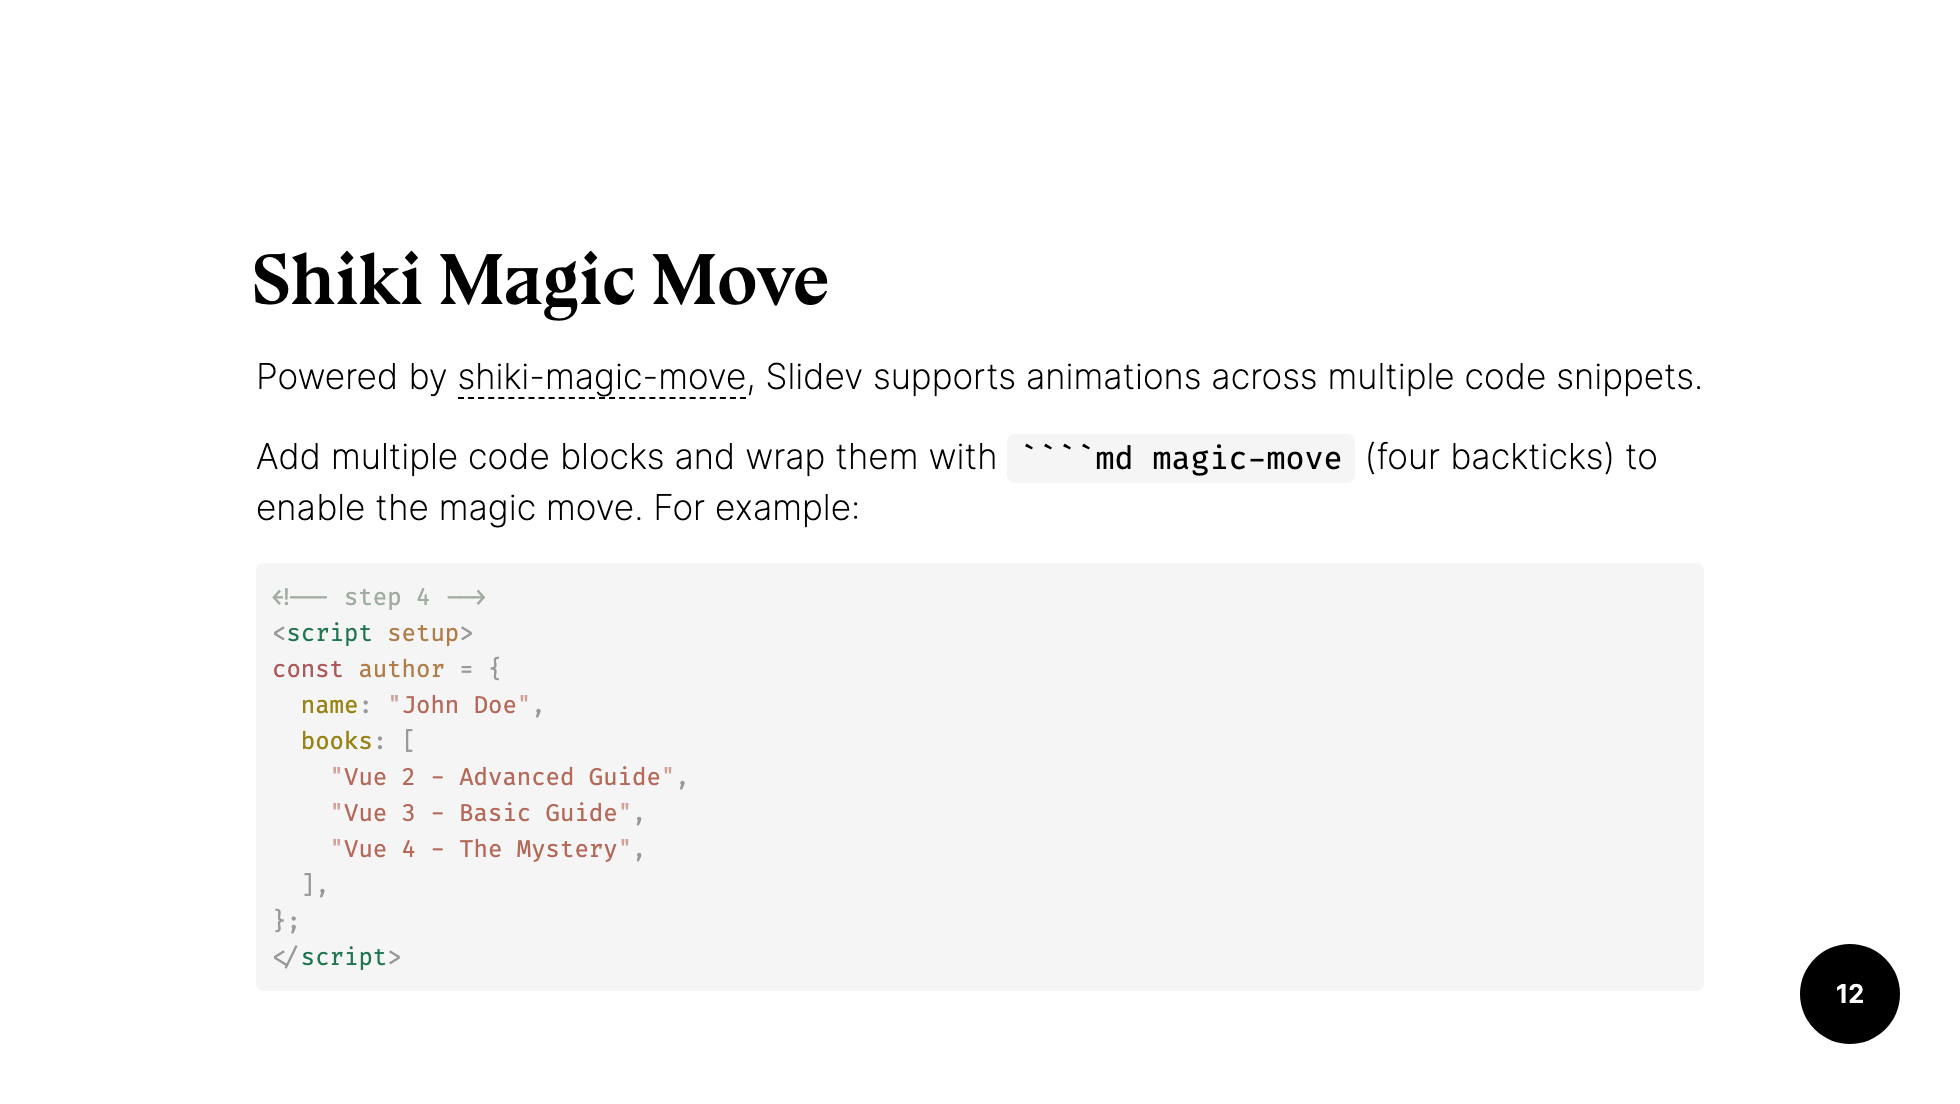 Shiki Magic Move
Powered by shiki-magic-move, Slidev supports animations across multiple code snippets.
Add multiple code blocks and wrap them with ````md magic-move (four backticks) to
enable the magic move. For example:
<!-- step 4 -->
<script setup>
const author = {
  name: "John Doe",
  books: [
    "Vue 2 - Advanced Guide",
    "Vue 3 - Basic Guide",
    "Vue 4 - The Mystery",
  ],
};
</script>
12